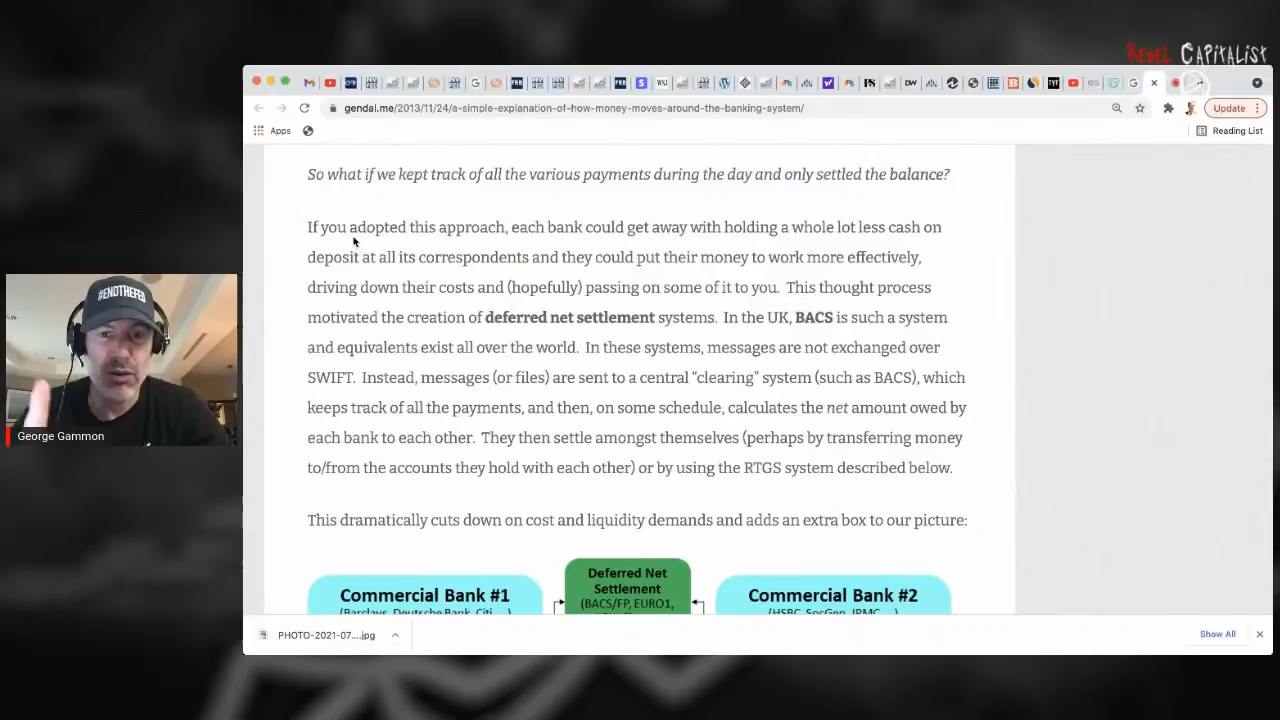 REBEL CAPITALIST
gendal.me/2013/11/24/a-simple-explanation-of-how-money-moves-around-the-banking-system/
Update
Apps
Reading List
So what if we kept track of all the various payments during the day and only settled the balance?
If you adopted this approach, each bank could get away with holding a whole lot less cash on
deposit at all its correspondents and they could put their money to work more effectively,
driving down their costs and (hopefully) passing on some of it to you. This thought process
motivated the creation of deferred net settlement systems. In the UK, BACS is such a system
and equivalents exist all over the world. In these systems, messages are not exchanged over
SWIFT. Instead, messages (or files) are sent to a central “clearing” system (such as BACS), which
keeps track of all the payments, and then, on some schedule, calculates the net amount owed by
each bank to each other. They then settle amongst themselves (perhaps by transferring money
to/from the accounts they hold with each other) or by using the RTGS system described below.
This dramatically cuts down on cost and liquidity demands and adds an extra box to our picture:
Commercial Bank #1
(Barclays, Deutsche Bank, Citi...)
Deferred Net
Settlement
(BACS/FP, EURO1,
Commercial Bank #2
(HSBC, SocGen, JPMC...)
#ENDTHEFED
George Gammon
PHOTO-2021-07....jpg
Show All